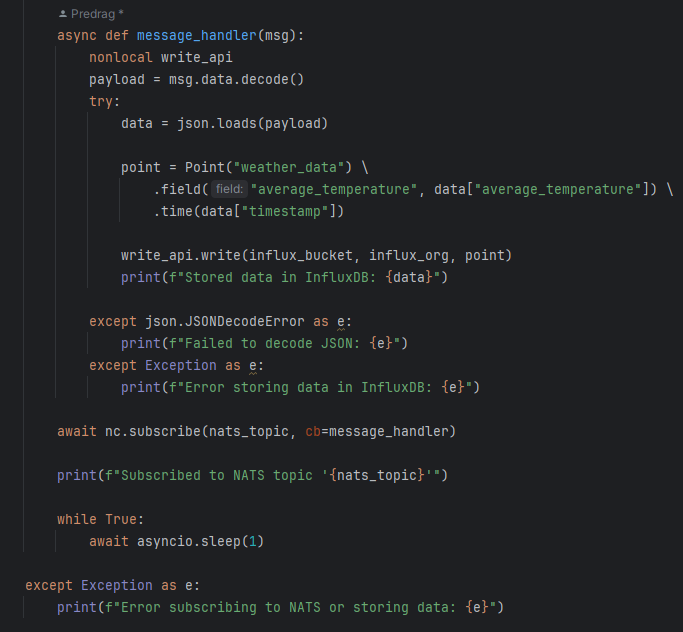 Predrag *
async def message_handler(msg):
nonlocal write_api
payload = msg.data.decode()
try:
data = json.loads(payload)
point = Point("weather_data") \
.field( field: "average_temperature", data["average_temperature"]) \
.time(data["timestamp"])
write_api.write(influx_bucket, influx_org, point)
print(f"Stored data in InfluxDB: {data}")
except json.JSONDecodeError as e:
print(f"Failed to decode JSON: {e}")
except Exception as e:
print(f"Error storing data in InfluxDB: {e}")
await nc.subscribe(nats_topic, cb=message_handler)
print(f"Subscribed to NATS topic '{nats_topic}'")
while True:
await asyncio.sleep(1)
except Exception as e:
print(f"Error subscribing to NATS or storing data: {e}")